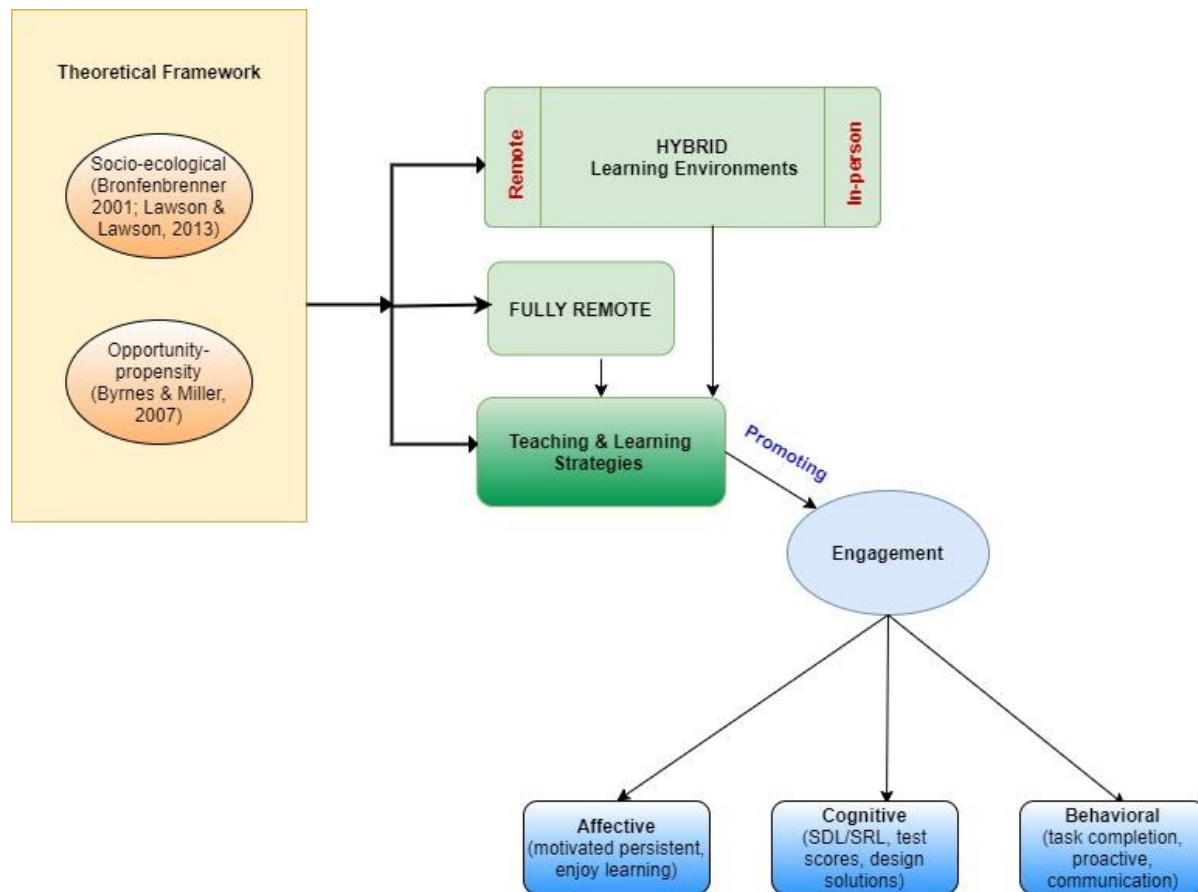 Theoretical Framework
Socio-ecological
(Bronfenbrenner
2001; Lawson &
Lawson, 2013)
Opportunity-
propensity
(Byrnes & Miller,
2007)
Remote
HYBRID
Learning Environments
In-person
FULLY REMOTE
Teaching & Learning
Strategies
Promoting
Engagement
Affective
(motivated persistent,
enjoy learning)
Cognitive
(SDL/SRL, test
scores, design
solutions)
Behavioral
(task completion,
proactive,
communication)